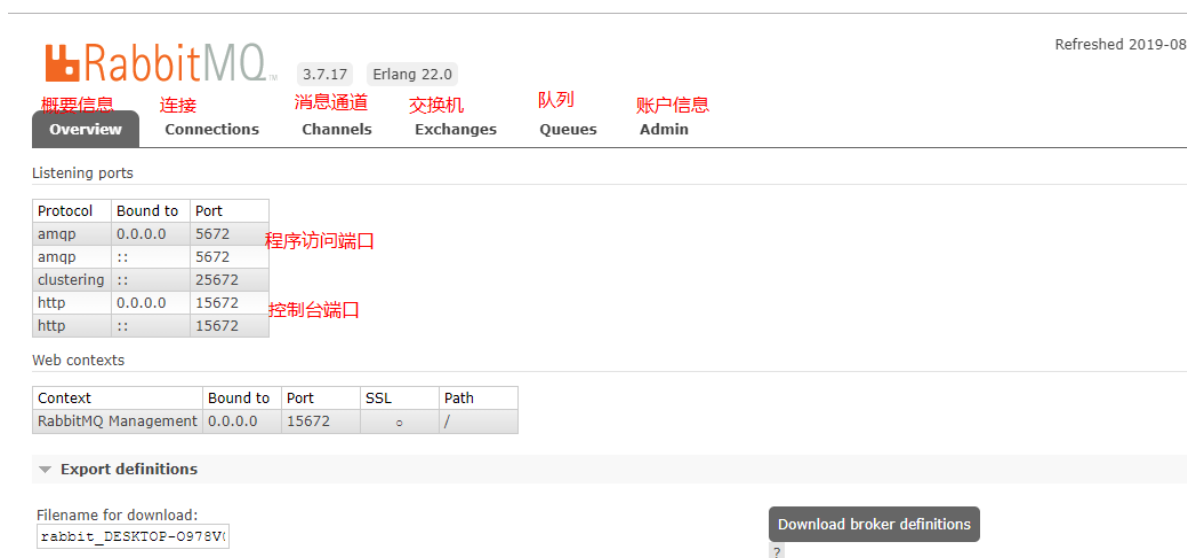 Refreshed 2019-08
RabbitMQ TM 3.7.17 Erlang 22.0
概要信息 连接 消息通道 交换机 队列 账户信息
Overview Connections Channels Exchanges Queues Admin
Listening ports
Protocol Bound to Port
amqp 0.0.0.0 5672 程序访问端口
amqp :: 5672
clustering :: 25672
http 0.0.0.0 15672 控制台端口
http :: 15672
Web contexts
Context Bound to Port SSL Path
RabbitMQ Management 0.0.0.0 15672 ○ /
Export definitions
Filename for download:
rabbit_DESKTOP-O978V(
Download broker definitions
?